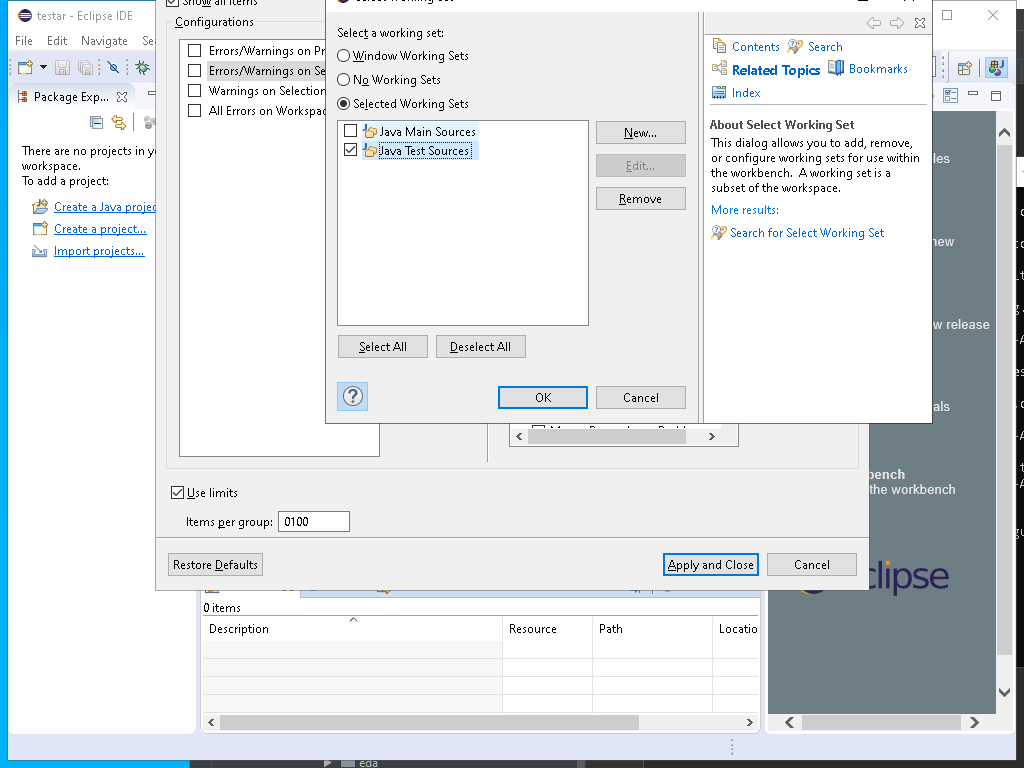 testar - Eclipse IDE
File Edit Navigate
Package Exp...
There are no projects in
workspace.
To add a project:
Create a Java projec
Create a project...
Import projects...
Show all items
Configurations
Errors/Warnings on Pr
Errors/Warnings on Se
Warnings on Selection
All Errors on Workspac
Use limits
Items per group: 0100
Restore Defaults
Apply and Close
Cancel
Select a working set:
Window Working Sets
No Working Sets
Selected Working Sets
Java Main Sources
Java Test Sources
New...
Edit...
Remove
Select All
Deselect All
OK
Cancel
Contents Search
Related Topics Bookmarks
Index
About Select Working Set
This dialog allows you to add, remove,
or configure working sets for use within
the workbench. A working set is a
subset of the workspace.
More results:
Search for Select Working Set
les
new
w release
als
bench
the workbench
clipse
0 items
Description Resource Path Locatio
eda